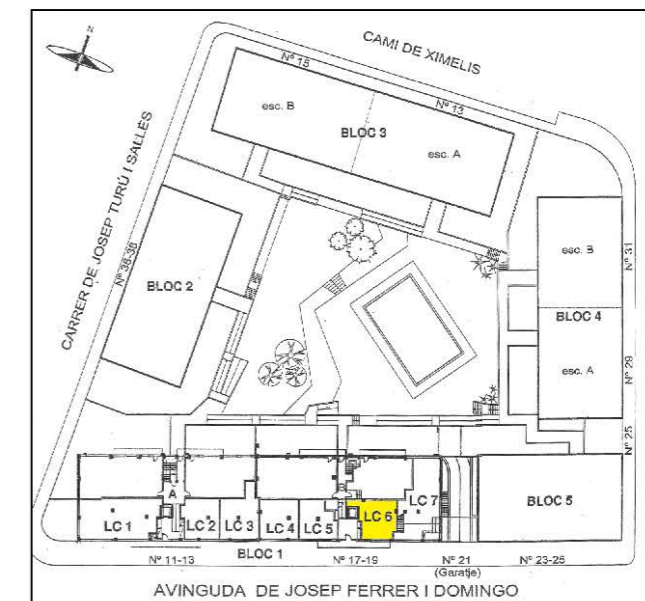 N
CAMI DE XIMELIS
Nº 15
Nº 13
esc. B
BLOC 3
esc. A
CARRER DE JOSEP TURÚ I SALLÉS
Nº 36-38
BLOC 2
esc. B
Nº 31
BLOC 4
esc. A
Nº 29
Nº 25
A
LC 1
LC 2
LC 3
LC 4
LC 5
LC 6
LC 7
BLOC 5
BLOC 1
Nº 11-13
Nº 17-19
Nº 21
(Garatje)
Nº 23-25
AVINGUDA DE JOSEP FERRER I DOMINGO